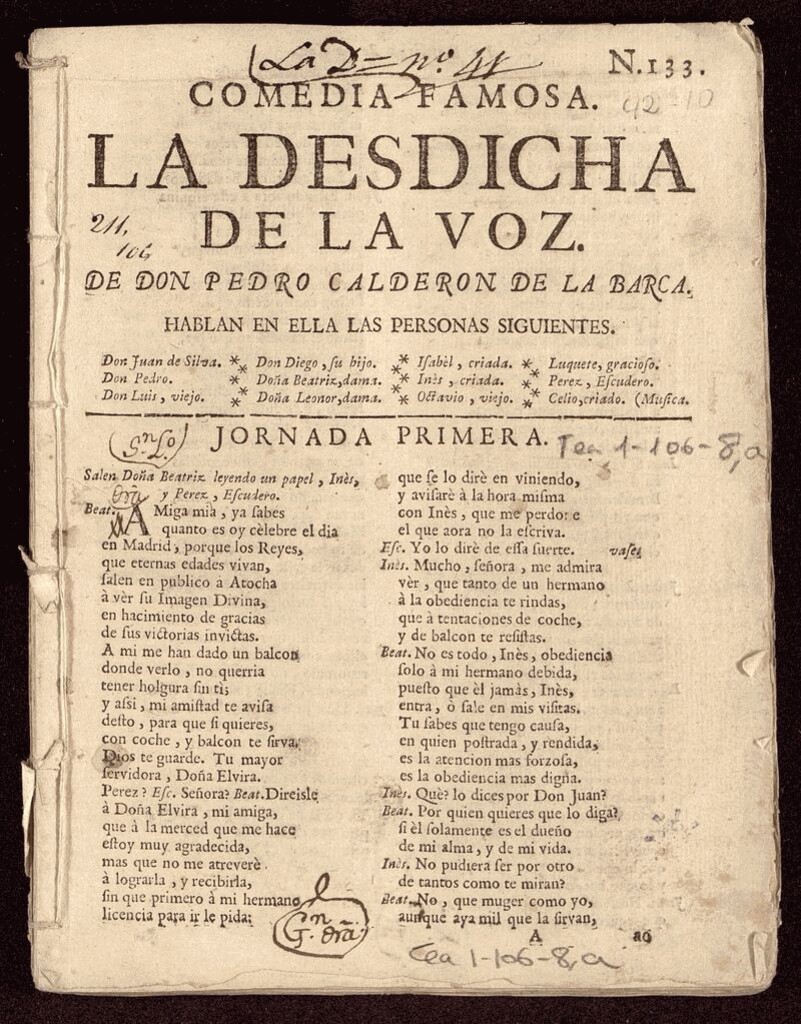 La D= nº 41
N.133.
COMEDIA FAMOSA.
42-10
LA DESDICHA
DE LA VOZ.
211,
106
DE DON PEDRO CALDERON DE LA BARCA.
HABLAN EN ELLA LAS PERSONAS SIGUIENTES.
Don Juan de Silva. ** Don Diego, ſu hijo. ** Iſabèl, criada. ** Luquete, gracioſo.
Don Pedro. ** Doña Beatriz, dama. ** Inès, criada. ** Perez, Eſcudero.
Don Luis, viejo. ** Doña Leonor, dama. ** Octavio, viejo. ** Celio, criado. (Muſica.
JORNADA PRIMERA.
Tea 1-106-8,a
Salen Doña Beatriz leyendo un papel, Inès,
y Perez, Eſcudero.
Beat. AMiga mia, ya ſabes
quanto es oy cèlebre el dia
en Madrid, porque los Reyes,
que eternas edades vivan,
ſalen en publico à Atocha
à vèr ſu Imagen Divina,
en hacimiento de gracias
de ſus victorias invictas.
A mi me han dado un balcon
donde verlo, no querria
tener holgura ſin ti;
y aſsi, mi amiſtad te aviſa
deſto, para que ſi quieres,
con coche, y balcon te ſirva.
Dios te guarde. Tu mayor
ſervidora, Doña Elvira.
Perez? Eſc. Señora? Beat. Direisle
à Doña Elvira, mi amiga,
que à la merced que me hace
eſtoy muy agradecida,
mas que no me atreverè
à lograrla, y recibirla,
ſin que primero à mi hermano
licencia para ir le pida;
que ſe lo dirè en viniendo,
y aviſarè à la hora miſma
con Inès, que me perdone
el que aora no la eſcriva.
Eſc. Yo lo dirè de eſſa ſuerte. vaſe.
Inès. Mucho, ſeñora, me admira
vèr, que tanto de un hermano
à la obediencia te rindas,
que à tentaciones de coche,
y de balcon te reſiſtas.
Beat. No es todo, Inès, obediencia
ſolo à mi hermano debida,
pueſto que èl jamàs, Inès,
entra, ò ſale en mis viſitas.
Tu ſabes que tengo cauſa,
en quien poſtrada, y rendida,
es la atencion mas forzoſa,
es la obediencia mas digna.
Inès. Què? lo dices por Don Juan?
Beat. Por quien quieres que lo diga?
ſi èl ſolamente es el dueño
de mi alma, y de mi vida.
Inès. No pudiera ſer por otro
de tantos como te miran?
Beat. No, que muger como yo,
aunque aya mil que la ſirvan,
A ao
Tea 1-106-8,a